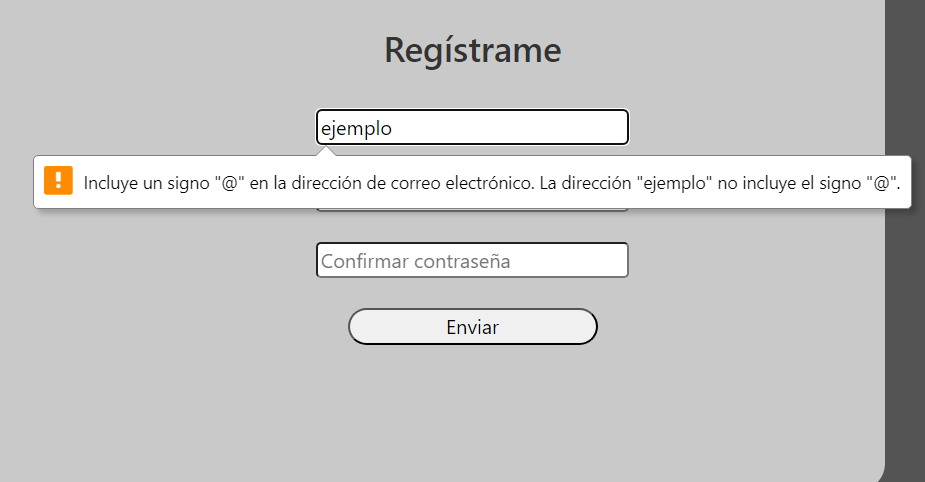 Regístrame
ejemplo
Incluye un signo "@" en la dirección de correo electrónico. La dirección "ejemplo" no incluye el signo "@".
Confirmar contraseña
Enviar